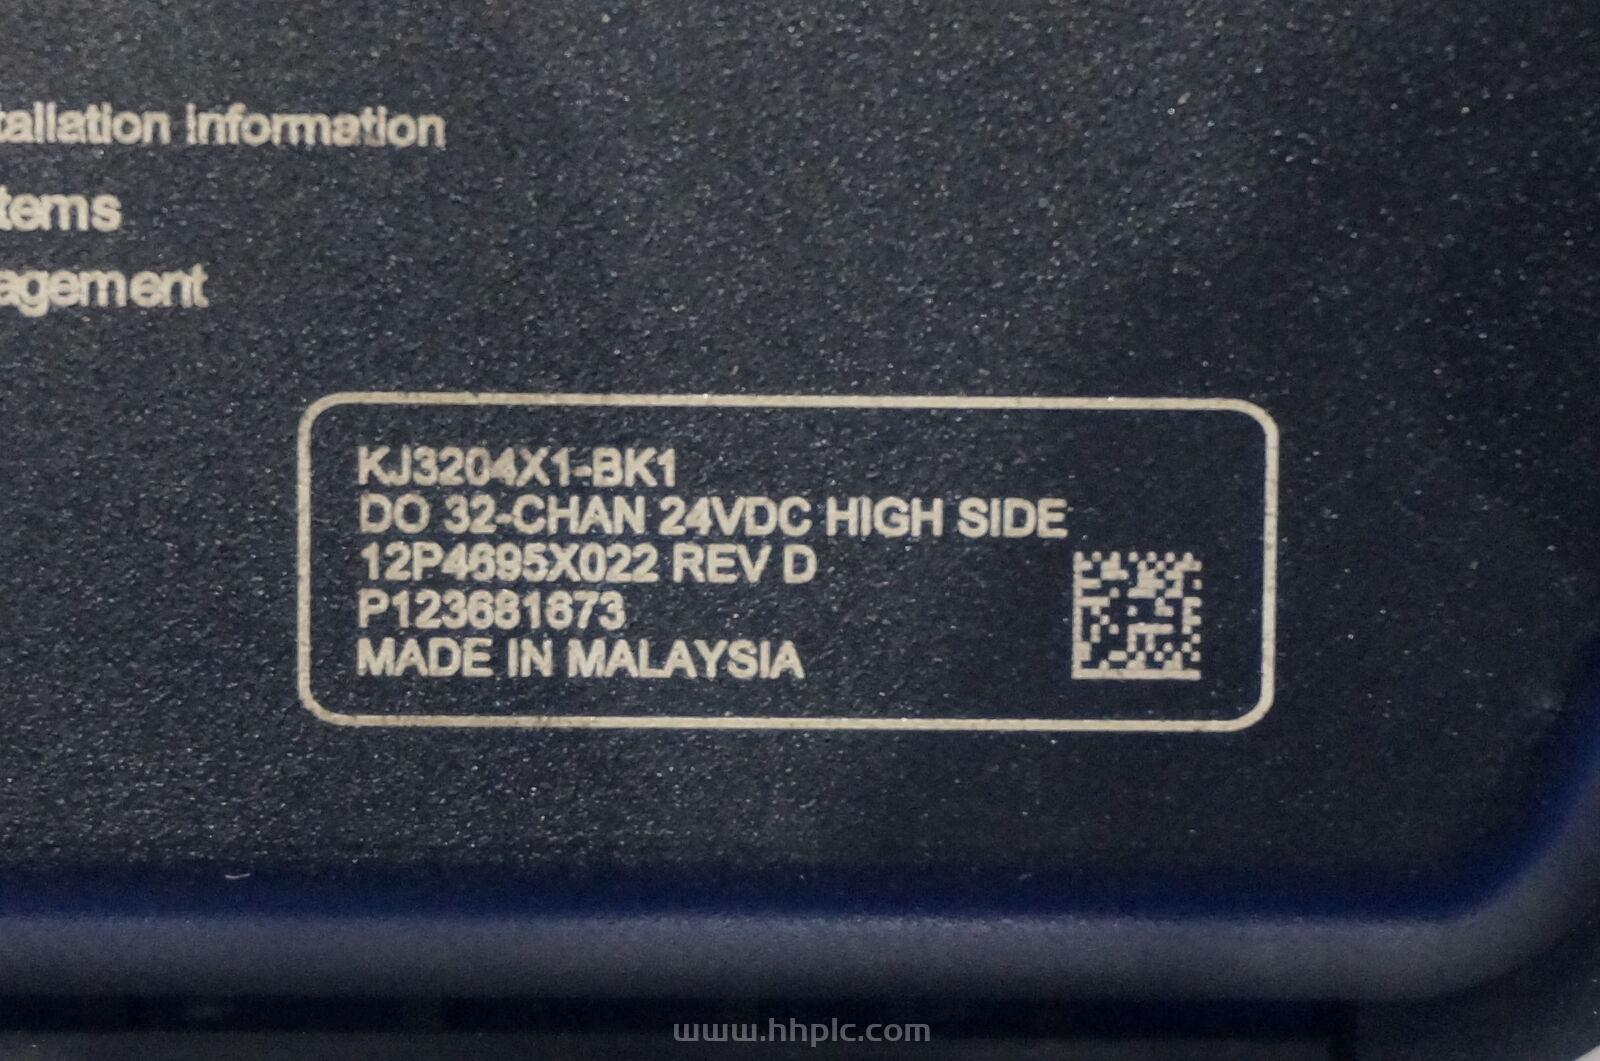 tallation information
tems
agement
KJ3204X1-BK1
DO 32-CHAN 24VDC HIGH SIDE
12P4695X022 REV D
P123681673
MADE IN MALAYSIA
www.hhplc.com